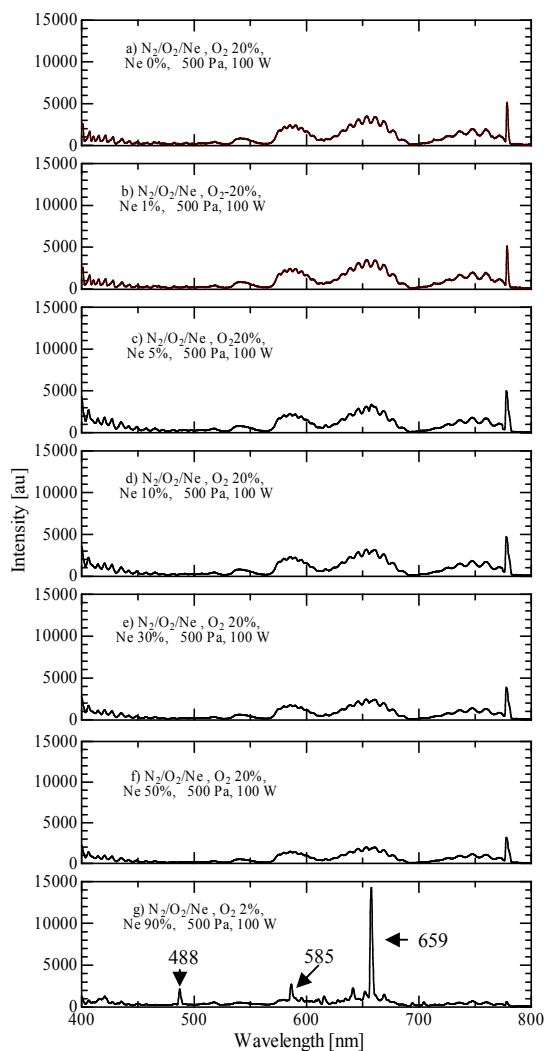 15000
a) N₂/O₂/Ne , O₂ 20%,
Ne 0%, 500 Pa, 100 W
10000
5000
0
15000
b) N₂/O₂/Ne , O₂-20%,
Ne 1%, 500 Pa, 100 W
10000
5000
0
15000
c) N₂/O₂/Ne , O₂20%,
Ne 5%, 500 Pa, 100 W
10000
5000
0
15000
d) N₂/O₂/Ne , O₂ 20%,
Ne 10%, 500 Pa, 100 W
10000
5000
0
Intensity [au]
15000
e) N₂/O₂/Ne , O₂ 20%,
Ne 30%, 500 Pa, 100 W
10000
5000
0
15000
f) N₂/O₂/Ne , O₂ 20%,
Ne 50%, 500 Pa, 100 W
10000
5000
0
15000
g) N₂/O₂/Ne , O₂ 2%,
Ne 90%, 500 Pa, 100 W
10000
488
585
659
5000
0
400 500 600 700 800
Wavelength [nm]